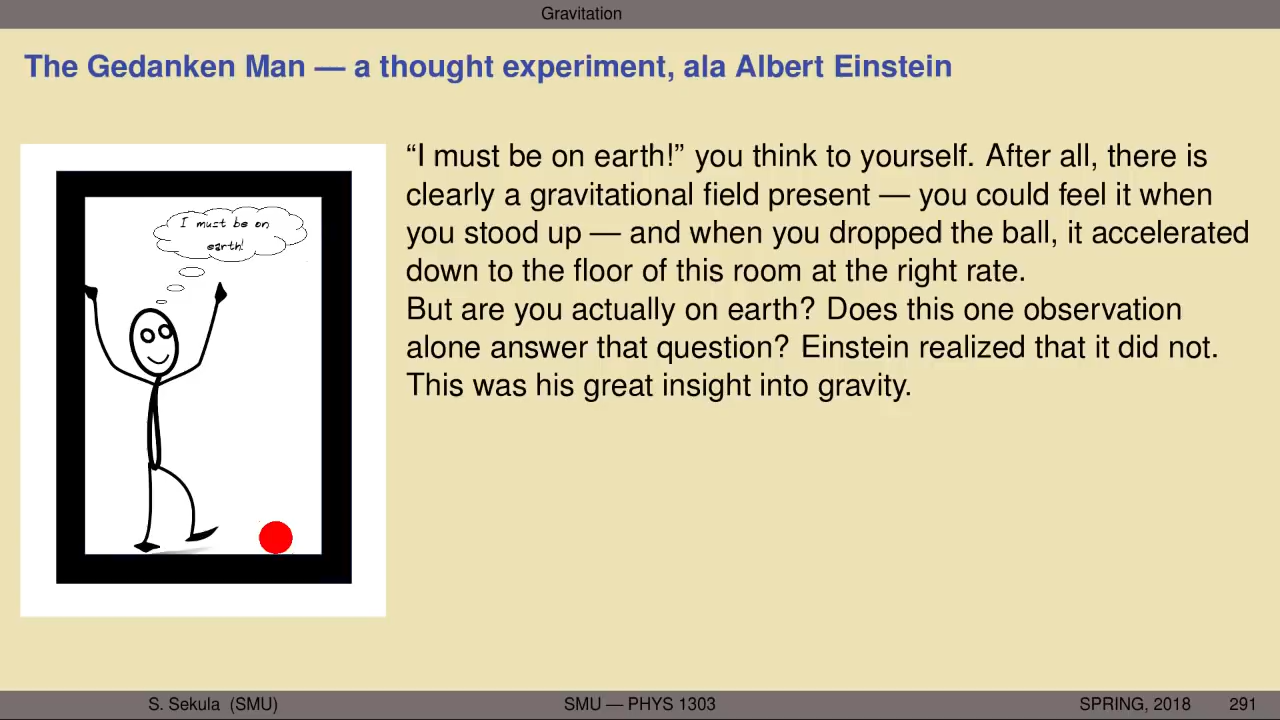 Gravitation
The Gedanken Man — a thought experiment, ala Albert Einstein
I must be on
earth!
“I must be on earth!” you think to yourself. After all, there is
clearly a gravitational field present — you could feel it when
you stood up — and when you dropped the ball, it accelerated
down to the floor of this room at the right rate.
But are you actually on earth? Does this one observation
alone answer that question? Einstein realized that it did not.
This was his great insight into gravity.
S. Sekula (SMU) SMU — PHYS 1303 SPRING, 2018 291